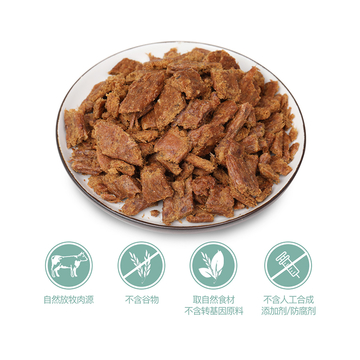 自然放牧肉源
不含谷物
取自然食材
不含转基因原料
不含人工合成
添加剂/防腐剂